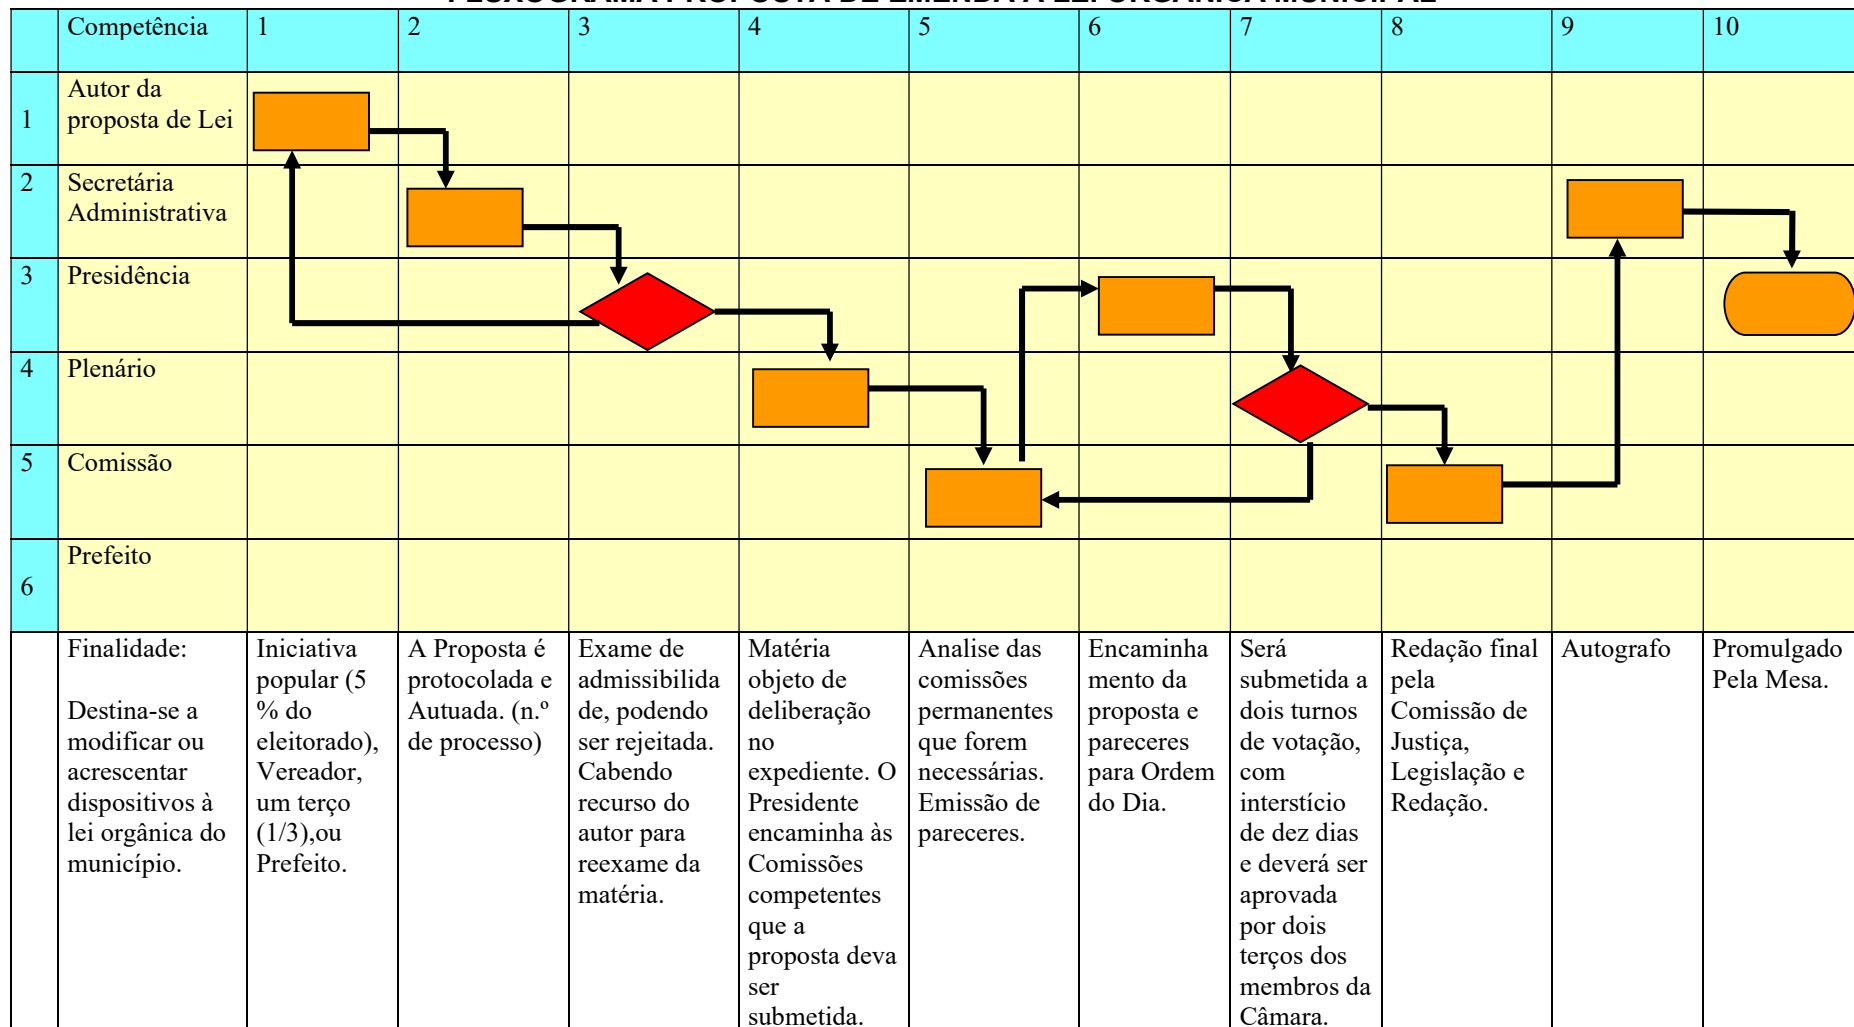 FLUXOGRAMA PROPOSTA DE EMENDA À LEI ORGÂNICA MUNICIPAL
Competência 1 2 3 4 5 6 7 8 9 10
1
Autor da
proposta de Lei
2
Secretária
Administrativa
3
Presidência
4
Plenário
5
Comissão
6
Prefeito
Finalidade:
Destina-se a
modificar ou
acrescentar
dispositivos à
lei orgânica do
município.
Iniciativa
popular (5
% do
eleitorado),
Vereador,
um terço
(1/3),ou
Prefeito.
A Proposta é
protocolada e
Autuada. (n.º
de processo)
Exame de
admissibilida
de, podendo
ser rejeitada.
Cabendo
recurso do
autor para
reexame da
matéria.
Matéria
objeto de
deliberação
no
expediente. O
Presidente
encaminha às
Comissões
competentes
que a
proposta deva
ser
submetida.
Analise das
comissões
permanentes
que forem
necessárias.
Emissão de
pareceres.
Encaminha
mento da
proposta e
pareceres
para Ordem
do Dia.
Será
submetida a
dois turnos
de votação,
com
interstício
de dez dias
e deverá ser
aprovada
por dois
terços dos
membros da
Câmara.
Redação final
pela
Comissão de
Justiça,
Legislação e
Redação.
Autografo
Promulgado
Pela Mesa.